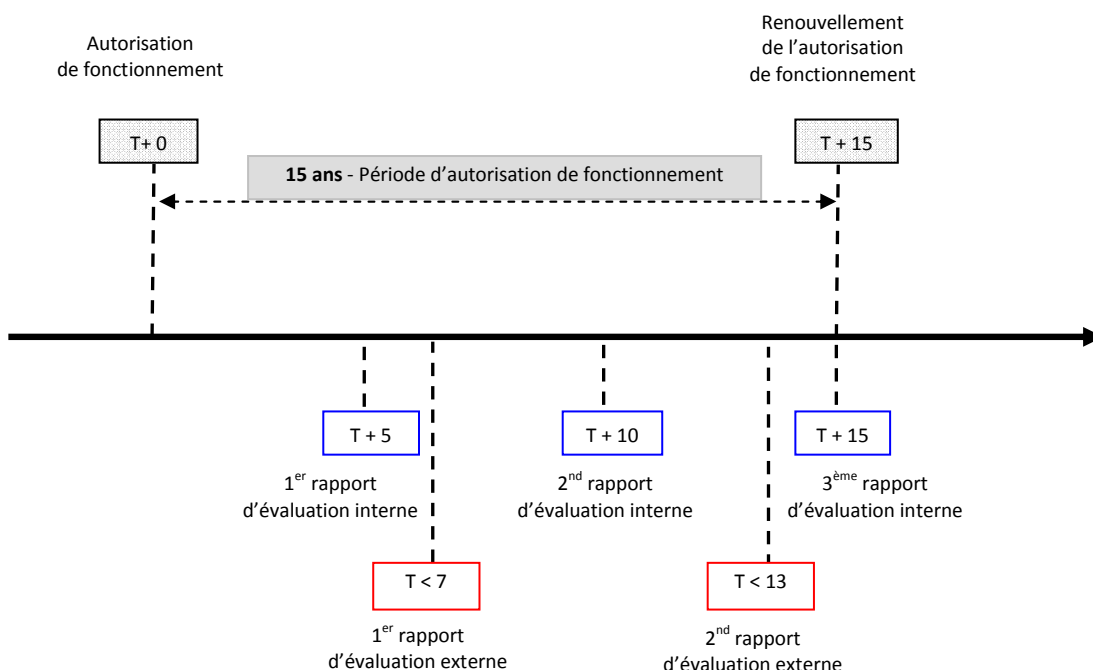 Autorisation
de fonctionnement
Renouvellement
de l'autorisation
de fonctionnement
T+ 0
T + 15
15 ans - Période d'autorisation de fonctionnement
T + 5
T + 10
T + 15
1er rapport
d'évaluation interne
2nd rapport
d'évaluation interne
3ème rapport
d'évaluation interne
T < 7
T < 13
1er rapport
d'évaluation externe
2nd rapport
d'évaluation externe